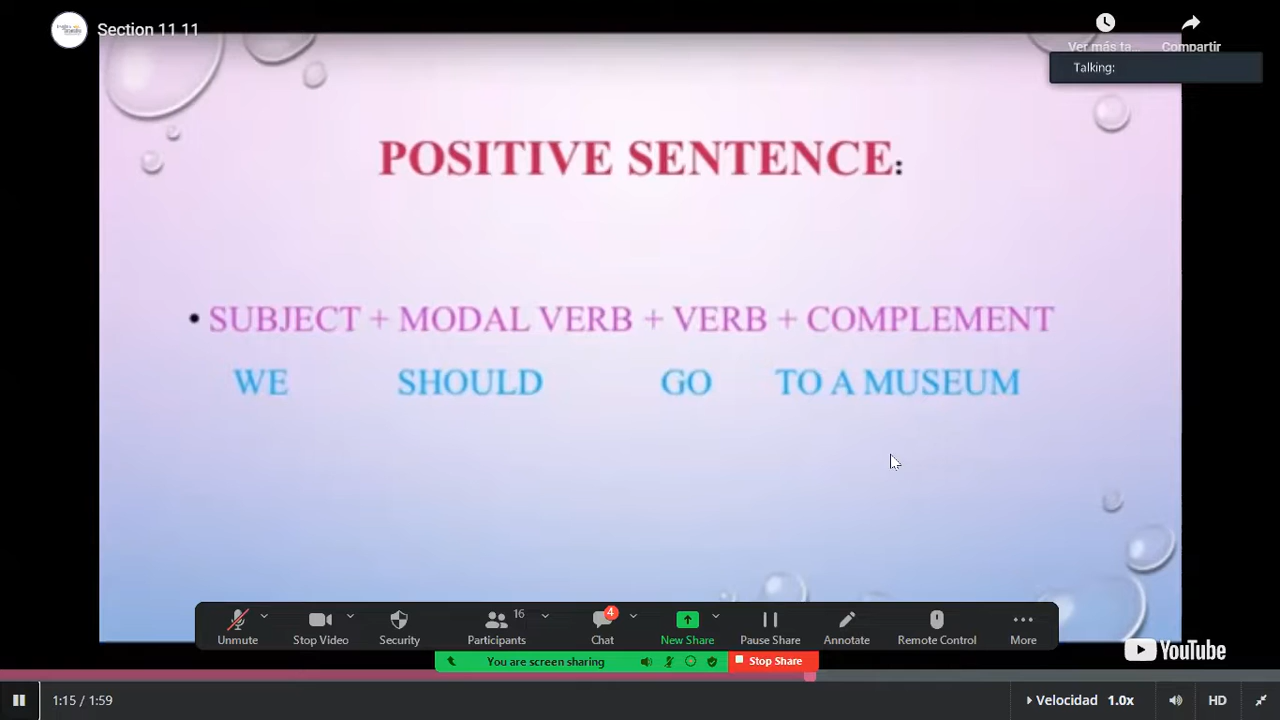 Section 11 11
Ver más ta...
Compartir
Talking:
POSITIVE SENTENCE:
• SUBJECT + MODAL VERB + VERB + COMPLEMENT
WE SHOULD GO TO A MUSEUM
16
4
Unmute
Stop Video
Security
Participants
Chat
New Share
Pause Share
Annotate
Remote Control
More
You are screen sharing
Stop Share
YouTube
1:15 / 1:59
Velocidad 1.0x
HD